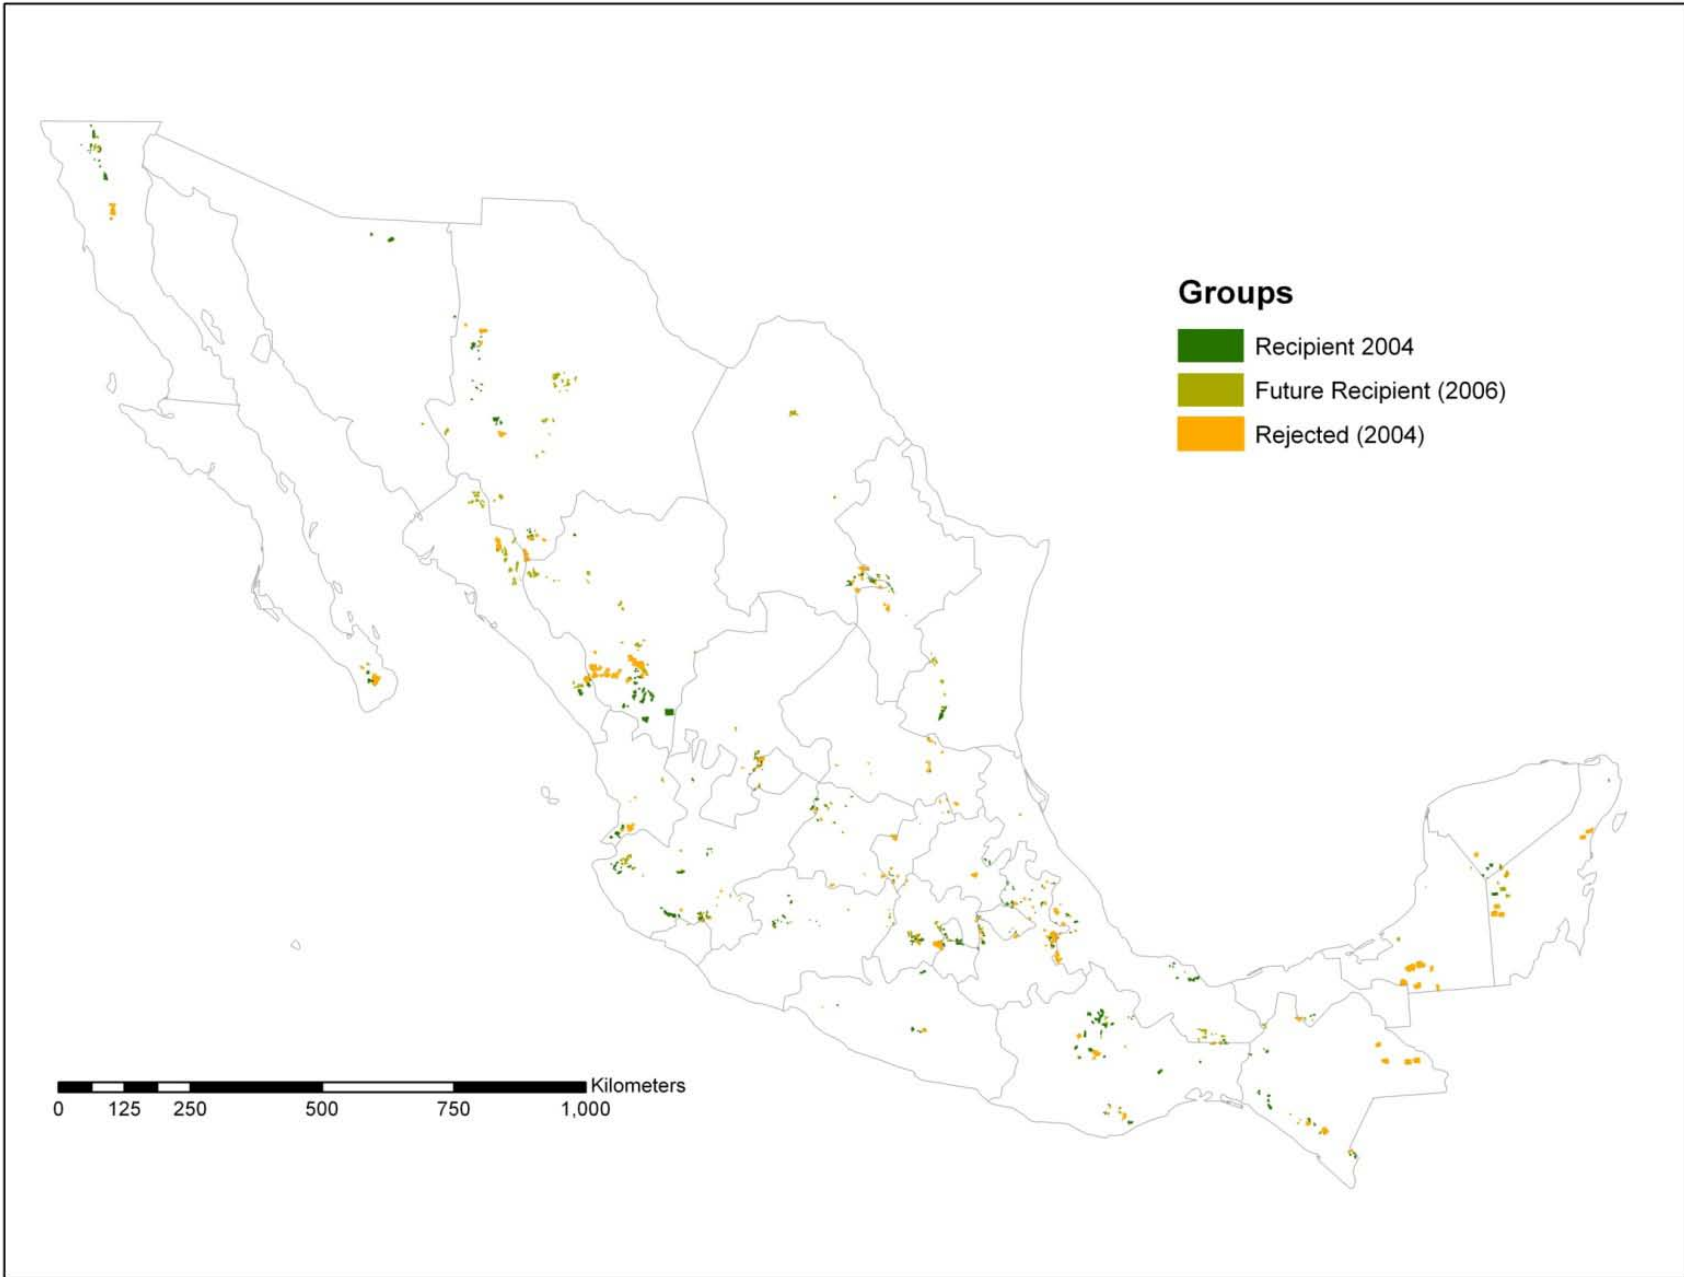 Groups
Recipient 2004
Future Recipient (2006)
Rejected (2004)
Kilometers
0 125 250 500 750 1,000